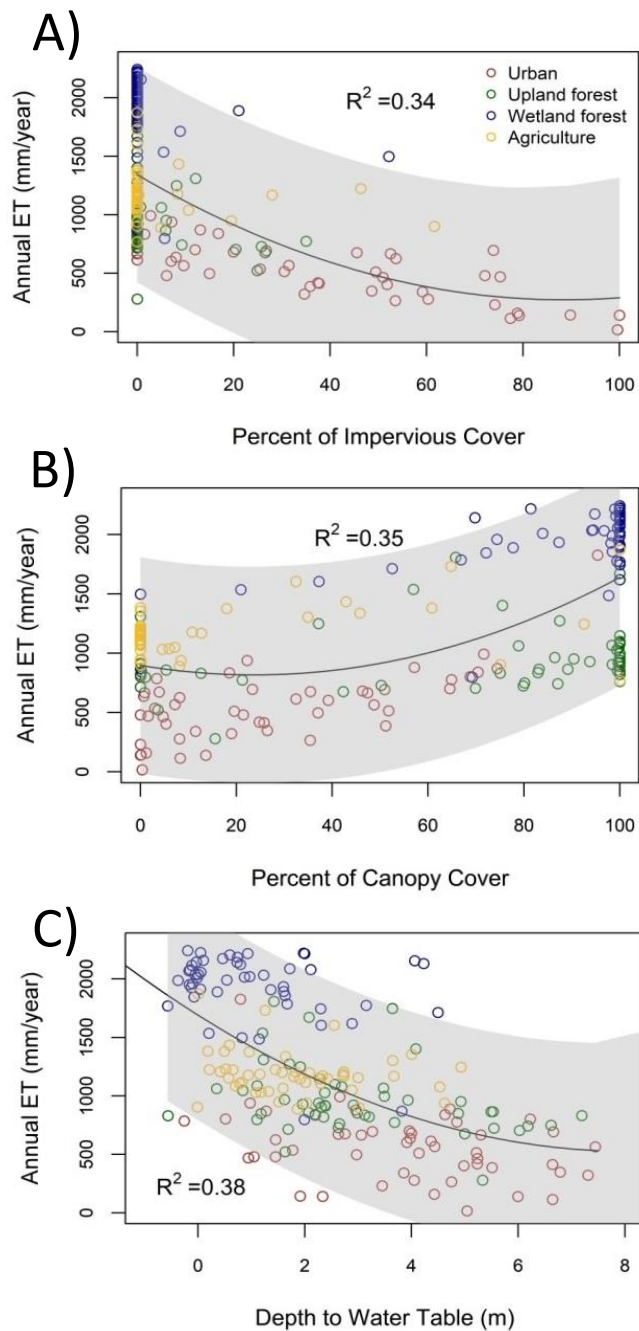 A)
R² =0.34
Urban
Upland forest
Wetland forest
Agriculture
Annual ET (mm/year)
2000
1500
1000
500
0
0 20 40 60 80 100
Percent of Impervious Cover
B)
R² =0.35
Annual ET (mm/year)
2000
1500
1000
500
0
0 20 40 60 80 100
Percent of Canopy Cover
C)
Annual ET (mm/year)
2000
1500
1000
500
0
R² =0.38
0 2 4 6 8
Depth to Water Table (m)